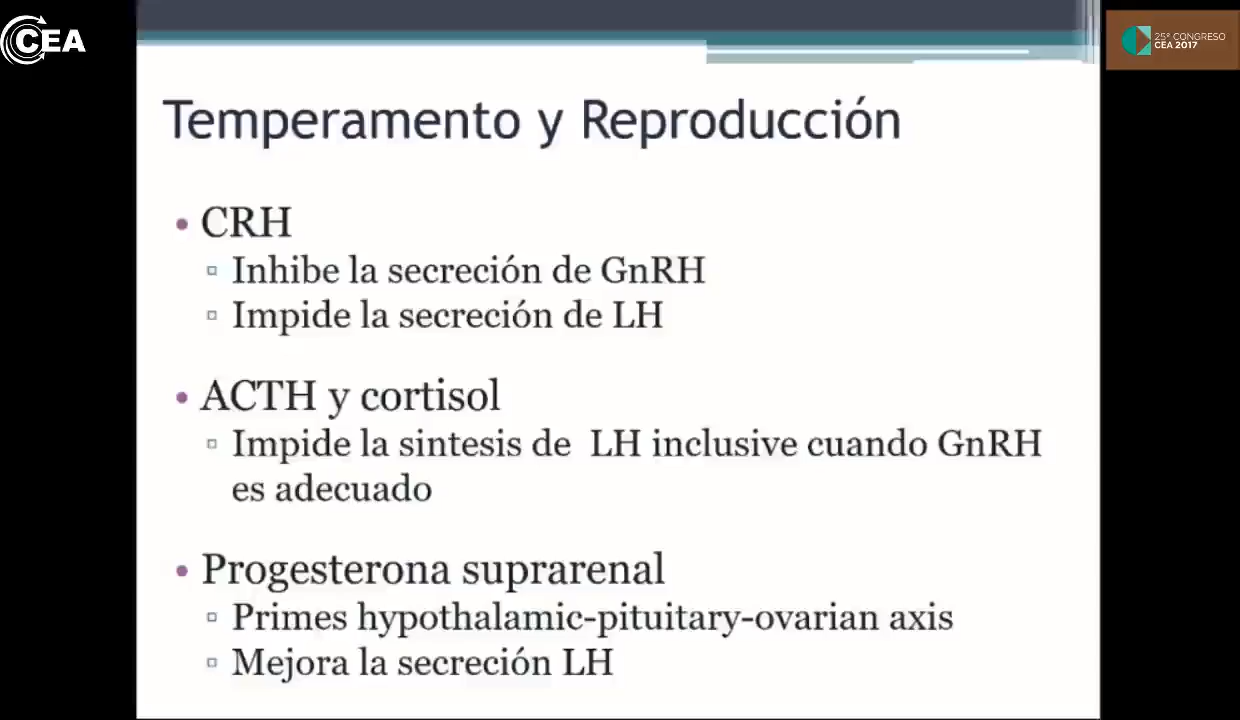 CEA
25º CONGRESO
CEA 2017
Temperamento y Reproducción
• CRH
▫ Inhibe la secreción de GnRH
▫ Impide la secreción de LH
• ACTH y cortisol
▫ Impide la sintesis de LH inclusive cuando GnRH
es adecuado
• Progesterona suprarenal
▫ Primes hypothalamic-pituitary-ovarian axis
▫ Mejora la secreción LH